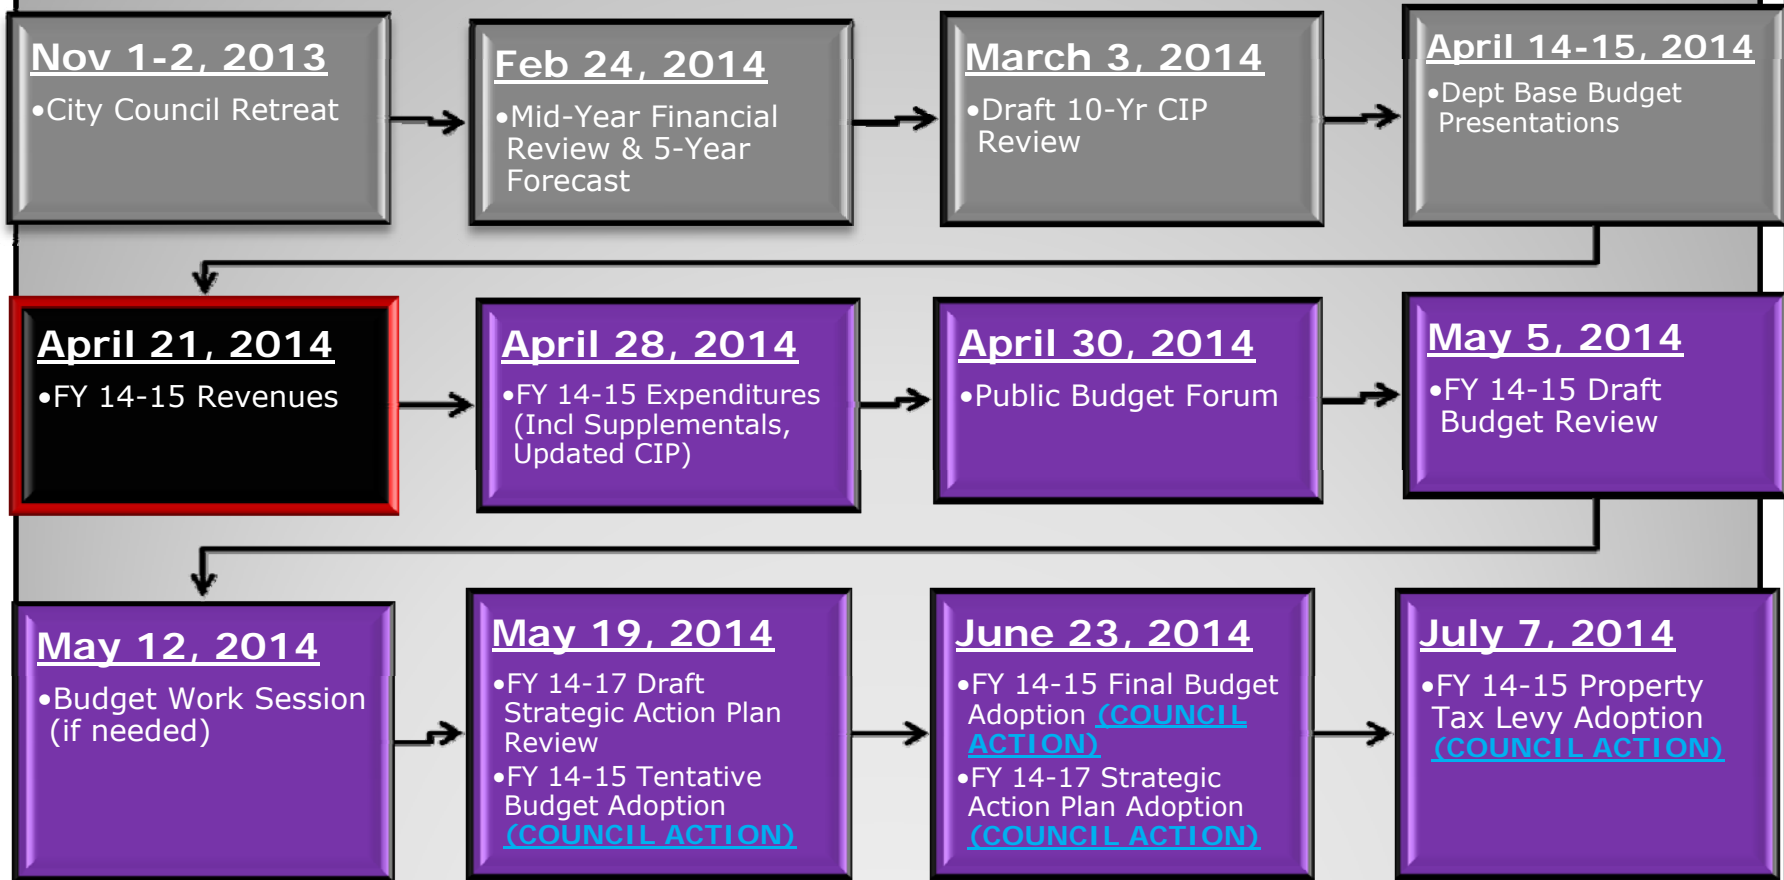 Nov 1-2, 2013
•City Council Retreat
Feb 24, 2014
•Mid-Year Financial
Review & 5-Year
Forecast
March 3, 2014
•Draft 10-Yr CIP
Review
April 14-15, 2014
•Dept Base Budget
Presentations
April 21, 2014
•FY 14-15 Revenues
April 28, 2014
•FY 14-15 Expenditures
(Incl Supplementals,
Updated CIP)
April 30, 2014
•Public Budget Forum
May 5, 2014
•FY 14-15 Draft
Budget Review
May 12, 2014
•Budget Work Session
(if needed)
May 19, 2014
•FY 14-17 Draft
Strategic Action Plan
Review
•FY 14-15 Tentative
Budget Adoption
(COUNCIL ACTION)
June 23, 2014
•FY 14-15 Final Budget
Adoption (COUNCIL
ACTION)
•FY 14-17 Strategic
Action Plan Adoption
(COUNCIL ACTION)
July 7, 2014
•FY 14-15 Property
Tax Levy Adoption
(COUNCIL ACTION)